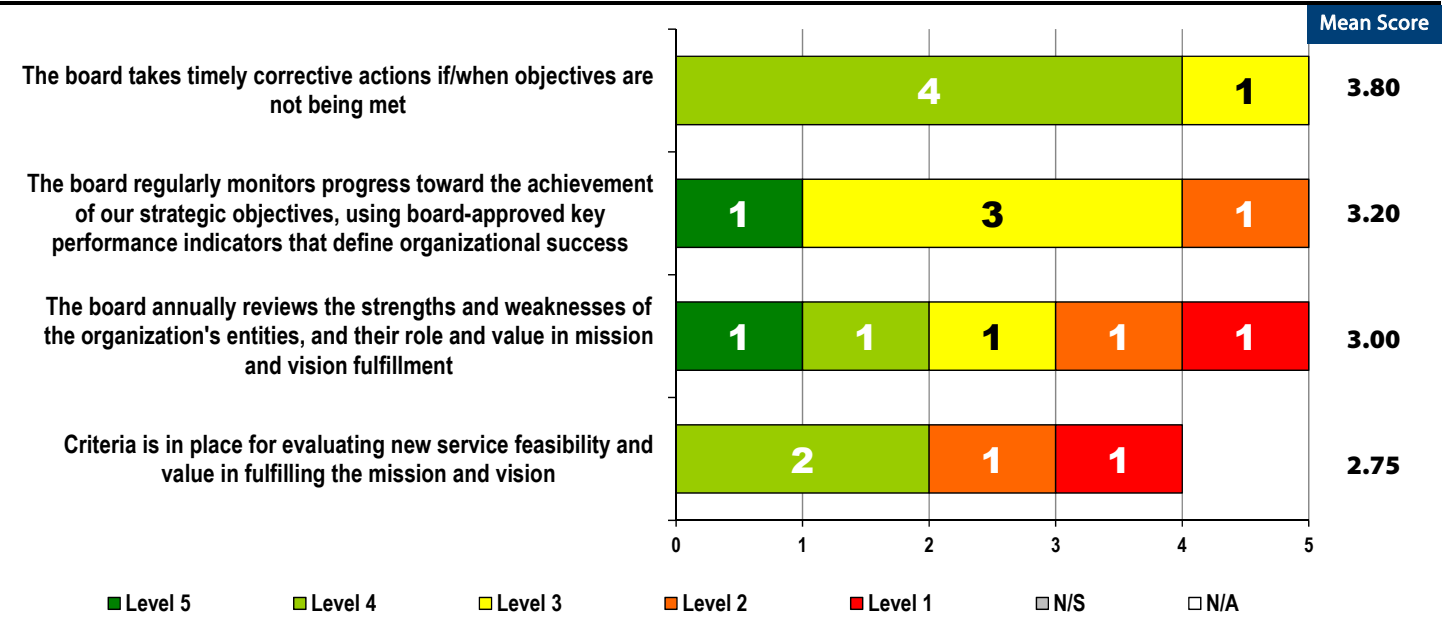 Mean Score
The board takes timely corrective actions if/when objectives are
not being met
4 1 3.80
The board regularly monitors progress toward the achievement
of our strategic objectives, using board-approved key
performance indicators that define organizational success
1 3 1 3.20
The board annually reviews the strengths and weaknesses of
the organization's entities, and their role and value in mission
and vision fulfillment
1 1 1 1 1 3.00
Criteria is in place for evaluating new service feasibility and
value in fulfilling the mission and vision
2 1 1 2.75
0 1 2 3 4 5
Level 5 Level 4 Level 3 Level 2 Level 1 N/S N/A